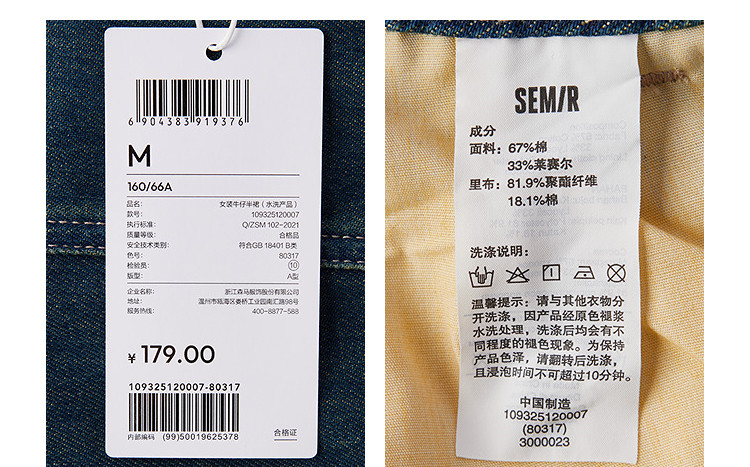 6 904383 919376
M
160/66A
品名: 女装牛仔半裙（水洗产品）
款号: 109325120007
执行标准: Q/ZSM 102-2021
质量等级: 合格品
安全技术类别: 符合GB 18401 B类
色号: 80317
检验员: 10
版型: A型
企业名称: 浙江森马服饰股份有限公司
地址: 温州市瓯海区娄桥工业园南汇路98号
服务热线: 400-8877-588
¥ 179.00
109325120007-80317
内部编码 (99)50019625378
合格证
SEMIR
成分
面料: 67%棉
33%莱赛尔
里布: 81.9%聚酯纤维
18.1%棉
洗涤说明:
温馨提示: 请与其他衣物分
开洗涤, 因产品经原色褪浆
水洗处理, 洗涤后均会有不
同程度的褪色现象。为保持
产品色泽, 请翻转后洗涤,
且浸泡时间不可超过10分钟。
中国制造
109325120007
(80317)
3000023